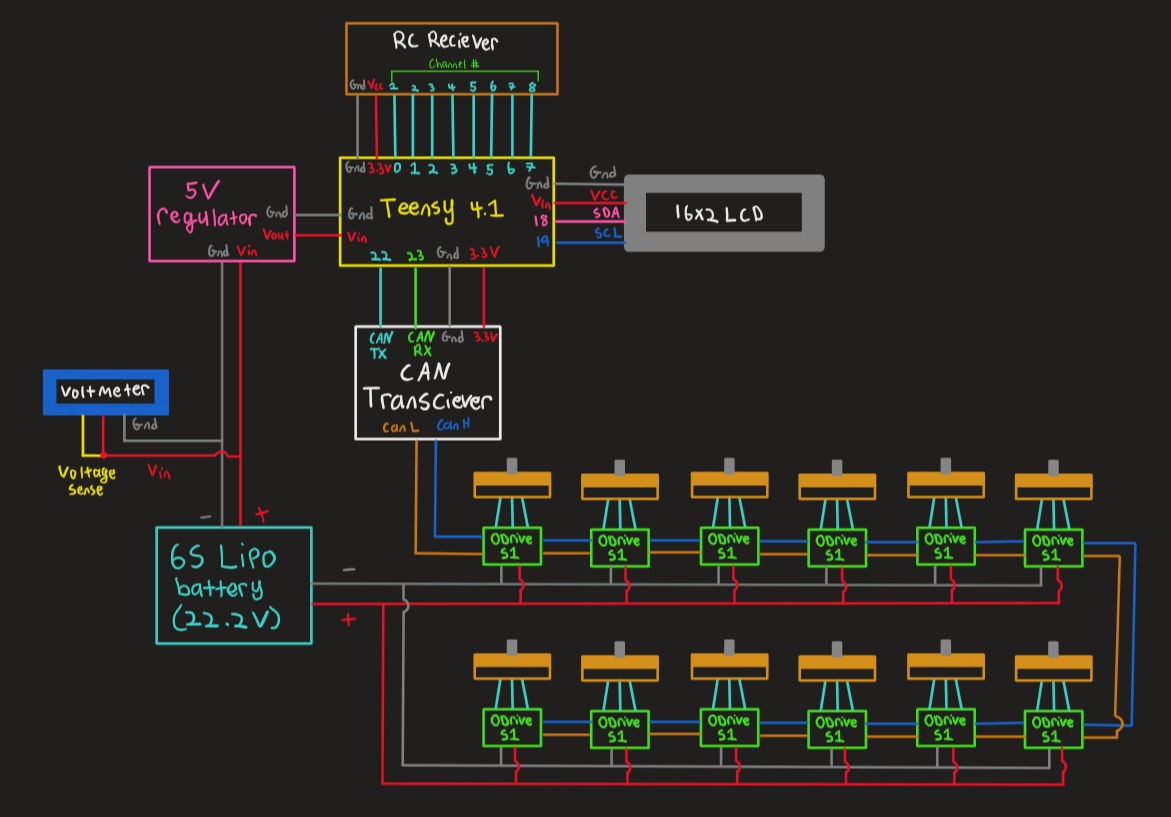 RC Reciever
Channel #
Gnd Vcc 1 2 3 4 5 6 7 8
Gnd 3.3V 0 1 2 3 4 5 6 7
Teensy 4.1
Gnd
Vin
18
19
Gnd
VCC
SDA
SCL
16x2 LCD
5V
regulator
Gnd
Vout
Gnd Vin
Gnd
Vin
22 23 Gnd 3.3V
CAN TX
CAN RX
Gnd
3.3V
CAN
Transciever
Can L Can H
Voltmeter
Gnd
Voltage
Sense
Vin
- +
6S Lipo
battery
(22.2V)
-
+
ODrive
S1
ODrive
S1
ODrive
S1
ODrive
S1
ODrive
S1
ODrive
S1
ODrive
S1
ODrive
S1
ODrive
S1
ODrive
S1
ODrive
S1
ODrive
S1